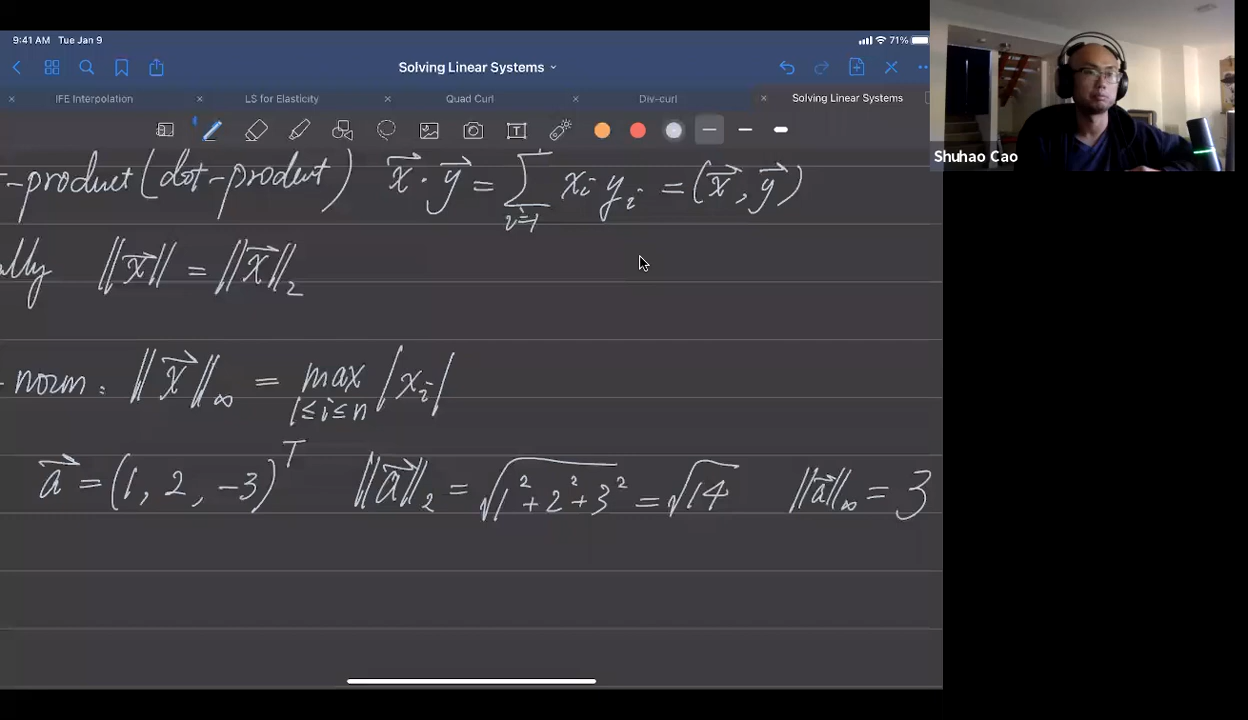 9:41 AM Tue Jan 9 71%
Solving Linear Systems
IFE Interpolation LS for Elasticity Quad Curl Div-curl Solving Linear Systems
Shuhao Cao
-product (dot-product) x⃗ · y⃗ = ∑ᵢ₌₁ xᵢ yᵢ = (x⃗, y⃗)
ally ‖x⃗‖ = ‖x⃗‖₂
- norm: ‖x⃗‖∞ = max |xᵢ|
1≤i≤n
a⃗ = (1, 2, -3)ᵀ ‖a⃗‖₂ = √(1²+2²+3²) = √14 ‖a⃗‖∞ = 3